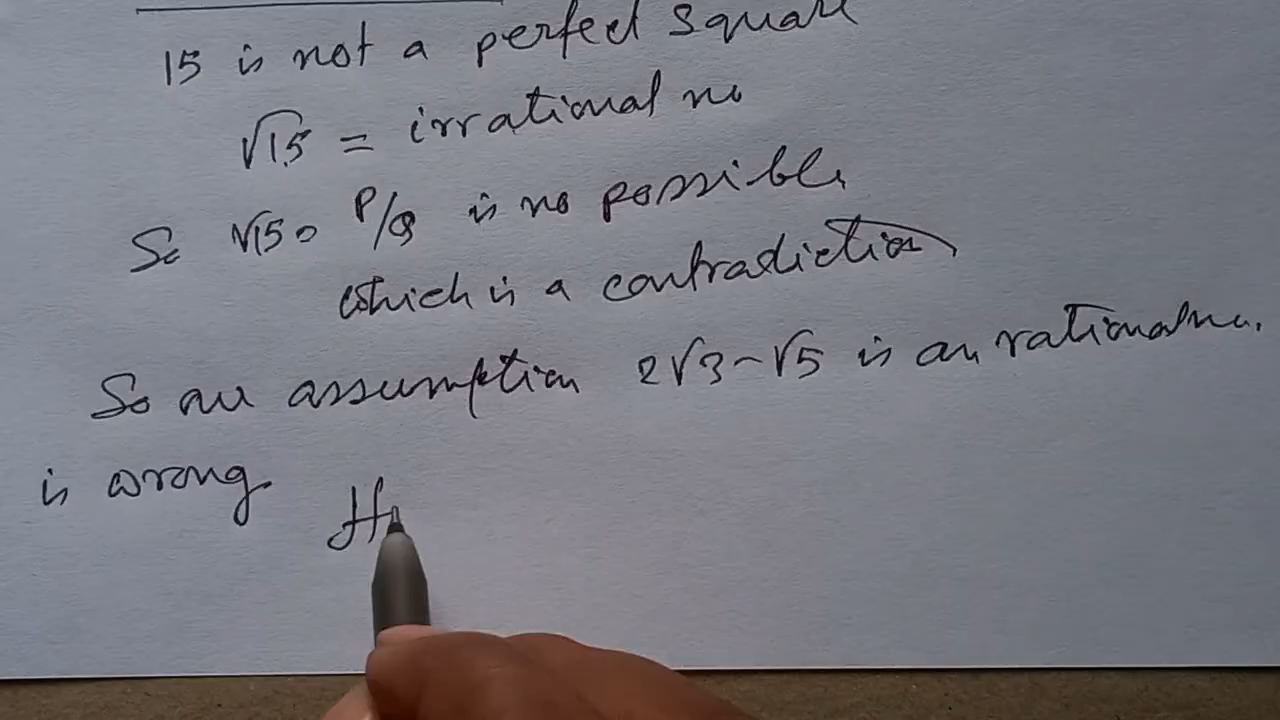 15 is not a perfect square
√15 = irrational no
So √15 = P/Q is no possible
which is a contradiction
So our assumption 2√3-√5 is an rational no.
is wrong. H